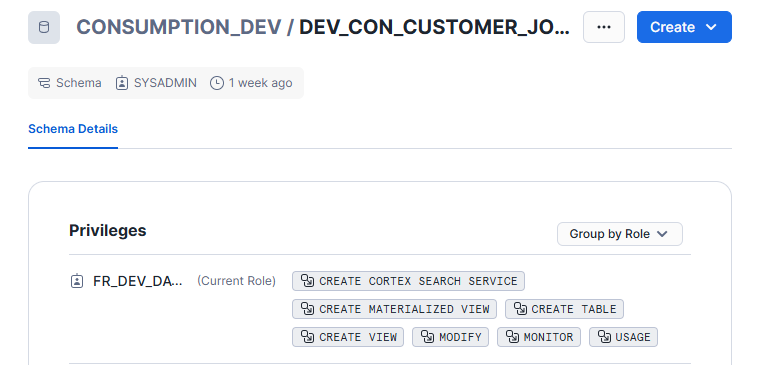 CONSUMPTION_DEV / DEV_CON_CUSTOMER_JO... ... Create
Schema SYSADMIN 1 week ago
Schema Details
Privileges Group by Role
FR_DEV_DA... (Current Role) CREATE CORTEX SEARCH SERVICE
CREATE MATERIALIZED VIEW CREATE TABLE
CREATE VIEW MODIFY MONITOR USAGE